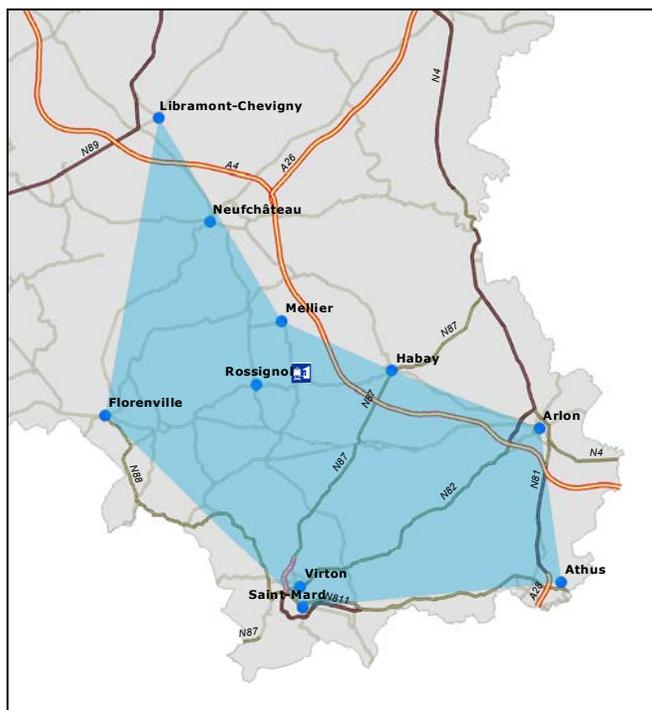 N4
Libramont-Chevigny
N89
A4
A26
Neufchâteau
Mellier
N87
Habay
Rossignol
N87
Florenville
Arlon
N4
N87
N88
N82
N81
Virton
Athus
Saint-Mard
N811
A28
N87